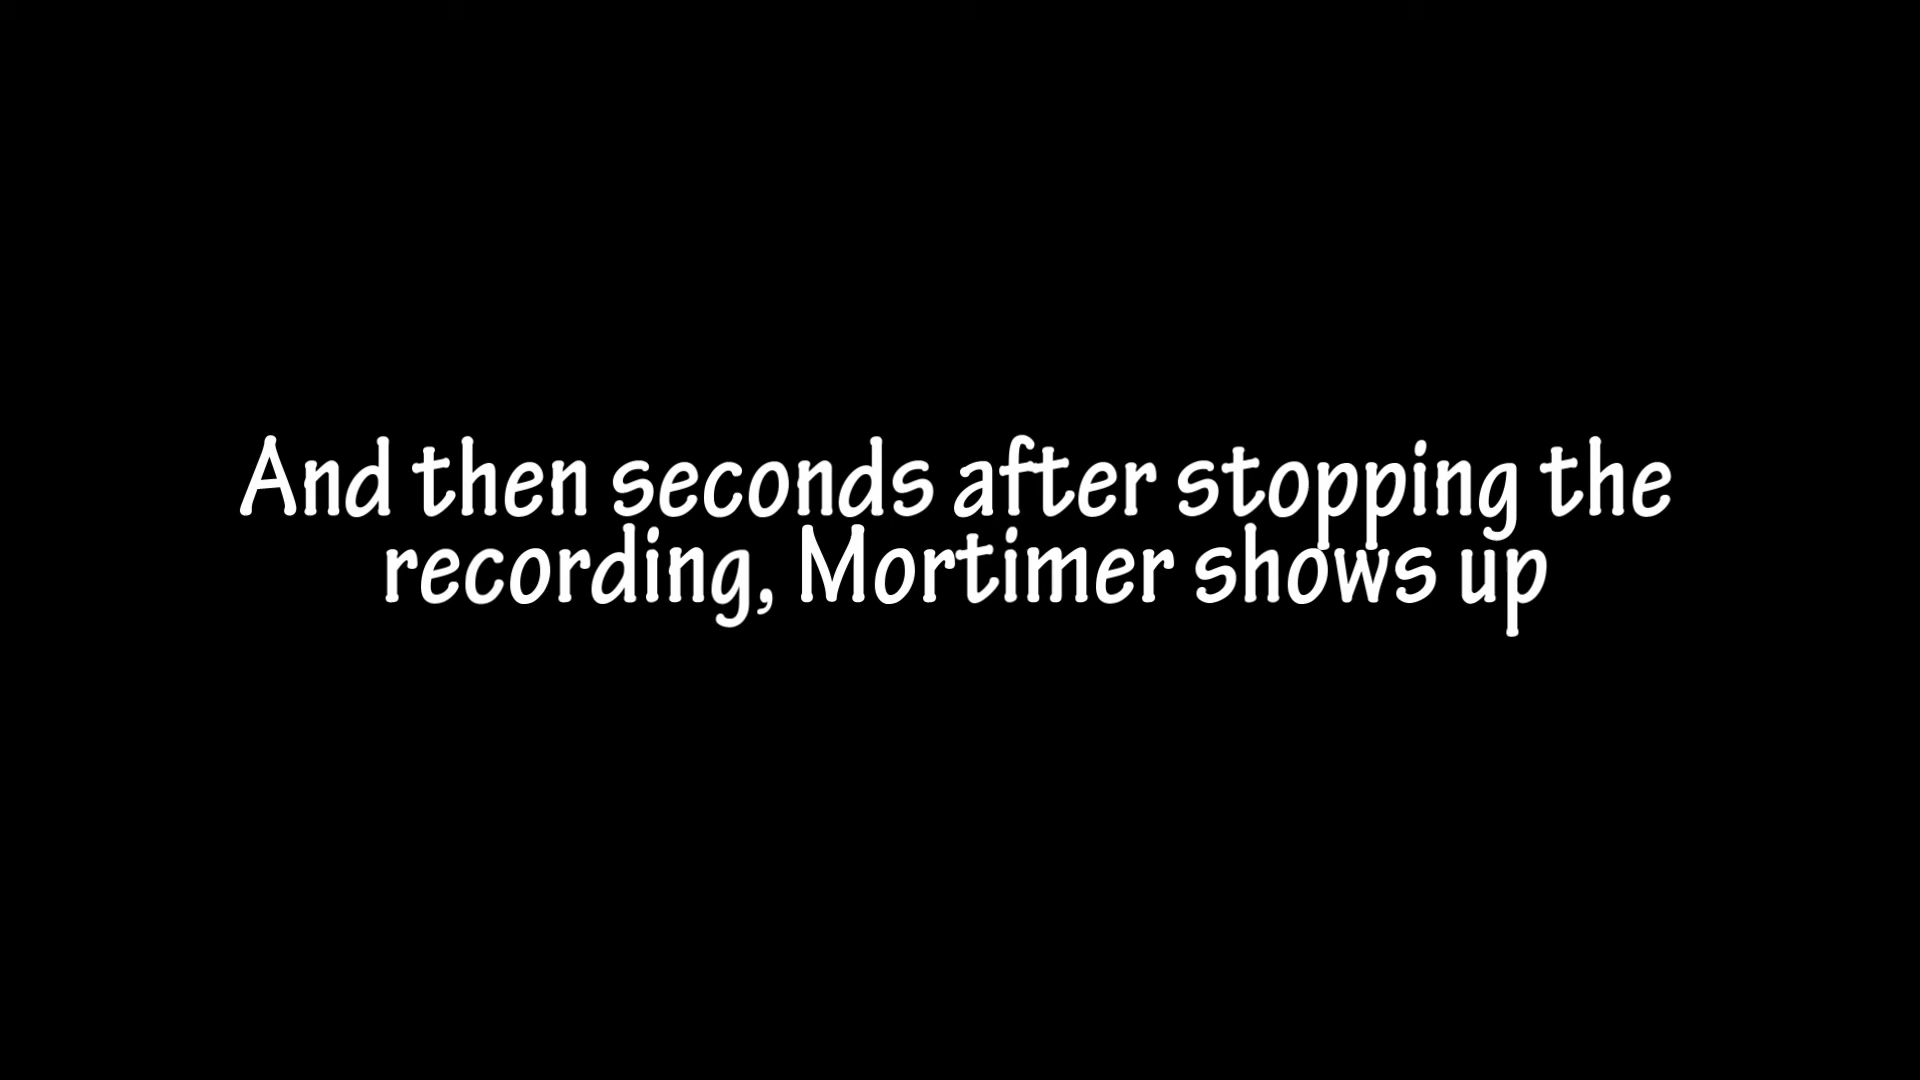 And then seconds after stopping the
recording, Mortimer shows up